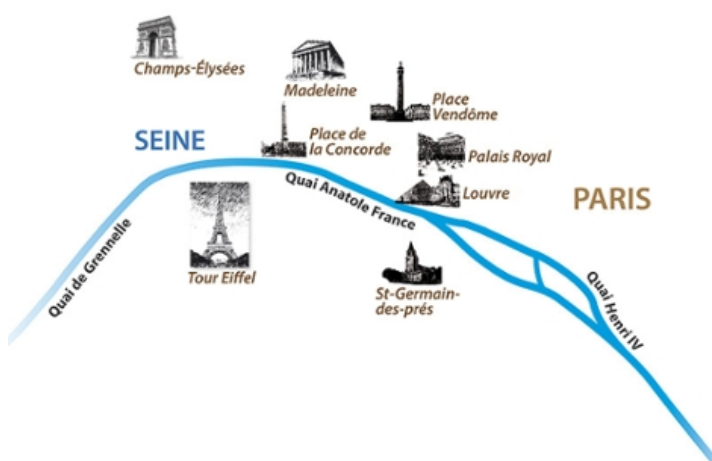 Champs-Élysées
Madeleine
Place
Vendôme
SEINE
Place de
la Concorde
Palais Royal
Quai Anatole France
Louvre
PARIS
Quai de Grennelle
Tour Eiffel
St-Germain-
des-prés
Quai Henri IV